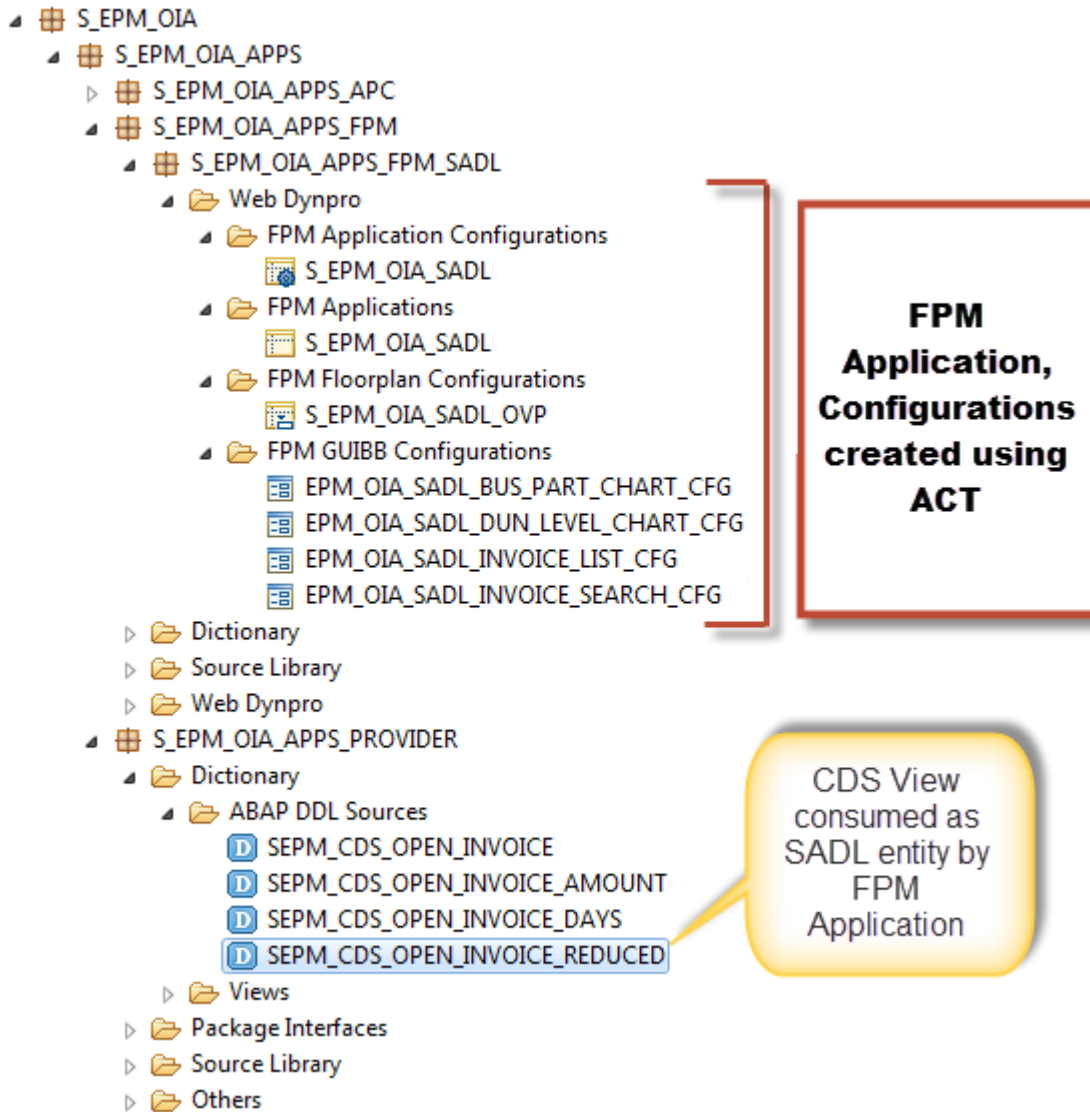 S_EPM_OIA
S_EPM_OIA_APPS
S_EPM_OIA_APPS_APC
S_EPM_OIA_APPS_FPM
S_EPM_OIA_APPS_FPM_SADL
Web Dynpro
FPM Application Configurations
S_EPM_OIA_SADL
FPM Applications
S_EPM_OIA_SADL
FPM Floorplan Configurations
S_EPM_OIA_SADL_OVP
FPM GUIBB Configurations
EPM_OIA_SADL_BUS_PART_CHART_CFG
EPM_OIA_SADL_DUN_LEVEL_CHART_CFG
EPM_OIA_SADL_INVOICE_LIST_CFG
EPM_OIA_SADL_INVOICE_SEARCH_CFG
Dictionary
Source Library
Web Dynpro
S_EPM_OIA_APPS_PROVIDER
Dictionary
ABAP DDL Sources
D SEPM_CDS_OPEN_INVOICE
D SEPM_CDS_OPEN_INVOICE_AMOUNT
D SEPM_CDS_OPEN_INVOICE_DAYS
D SEPM_CDS_OPEN_INVOICE_REDUCED
Views
Package Interfaces
Source Library
Others
FPM
Application,
Configurations
created using
ACT
CDS View
consumed as
SADL entity by
FPM
Application